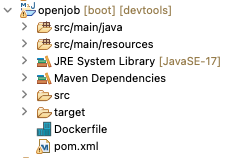 openjob [boot] [devtools]
src/main/java
src/main/resources
JRE System Library [JavaSE-17]
Maven Dependencies
src
target
Dockerfile
pom.xml